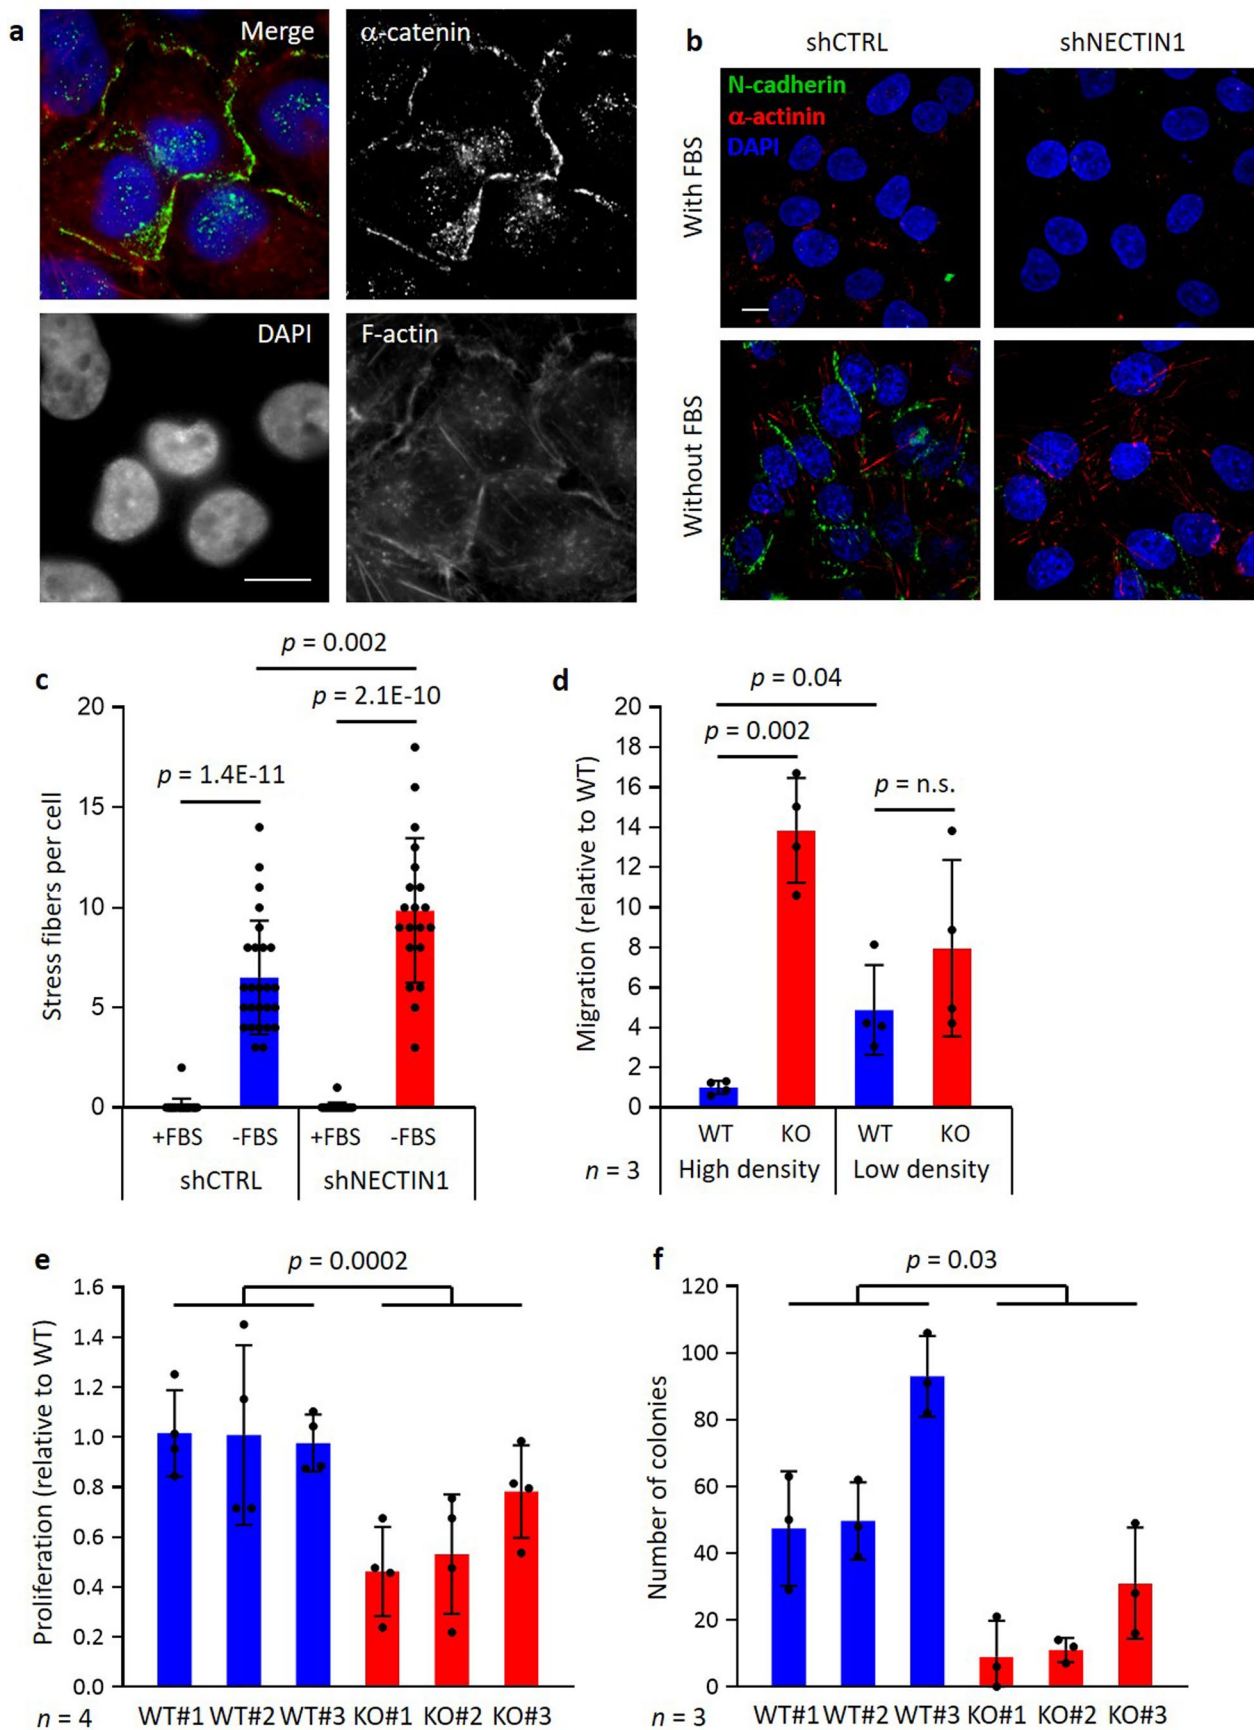 a
Merge
α-catenin
DAPI
F-actin
b
shCTRL
shNECTIN1
N-cadherin
α-actinin
DAPI
With FBS
Without FBS
c
p = 0.002
p = 2.1E-10
p = 1.4E-11
Stress fibers per cell
20
15
10
5
0
+FBS
-FBS
+FBS
-FBS
shCTRL
shNECTIN1
d
p = 0.04
p = 0.002
p = n.s.
Migration (relative to WT)
20
18
16
14
12
10
8
6
4
2
0
WT
KO
WT
KO
n = 3
High density
Low density
e
p = 0.0002
Proliferation (relative to WT)
1.6
1.4
1.2
1.0
0.8
0.6
0.4
0.2
0.0
n = 4
WT#1
WT#2
WT#3
KO#1
KO#2
KO#3
f
p = 0.03
Number of colonies
120
100
80
60
40
20
0
n = 3
WT#1
WT#2
WT#3
KO#1
KO#2
KO#3